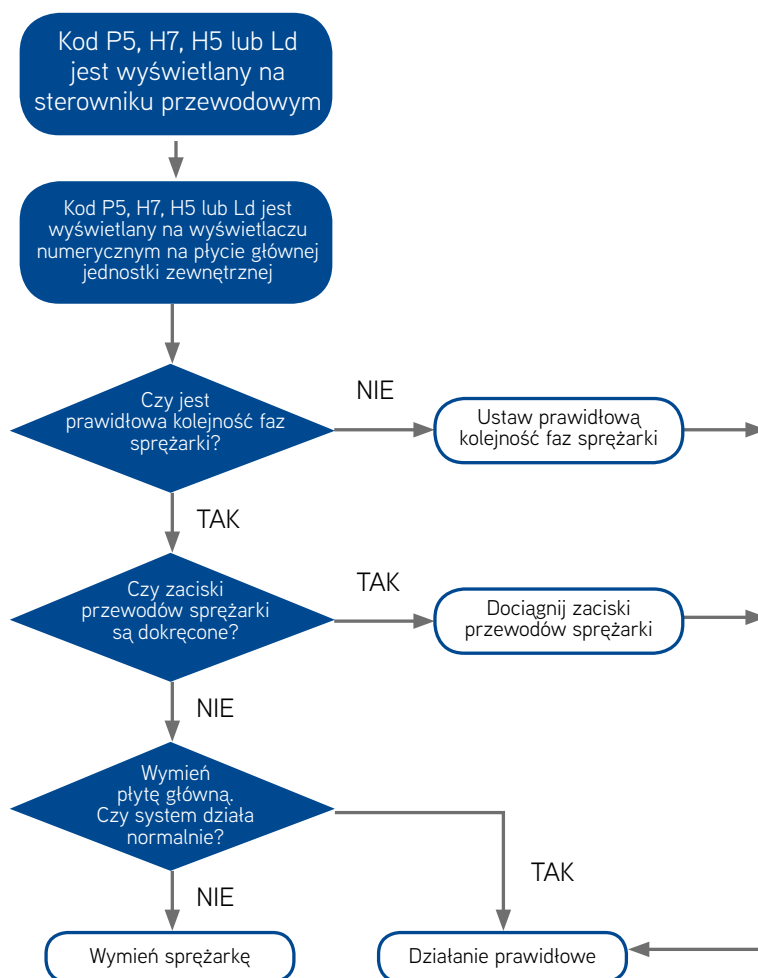 Kod P5, H7, H5 lub Ld
jest wyświetlany na
sterowniku przewodowym
Kod P5, H7, H5 lub Ld jest
wyświetlany na wyświetlaczu
numerycznym na płycie głównej
jednostki zewnętrznej
Czy jest
prawidłowa kolejność faz
sprężarki?
NIE
Ustaw prawidłową
kolejność faz sprężarki
TAK
Czy zaciski
przewodów sprężarki
są dokręcone?
TAK
Dociągnij zaciski
przewodów sprężarki
NIE
Wymień
płytę główną.
Czy system działa
normalnie?
TAK
NIE
Wymień sprężarkę
Działanie prawidłowe